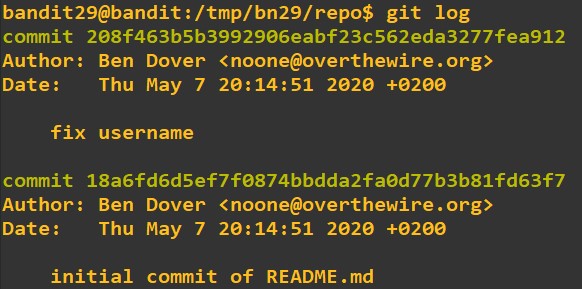 bandit29@bandit:/tmp/bn29/repo$ git log
commit 208f463b5b3992906eabf23c562eda3277fea912
Author: Ben Dover <noone@overthewire.org>
Date:   Thu May 7 20:14:51 2020 +0200
    fix username
commit 18a6fd6d5ef7f0874bbdda2fa0d77b3b81fd63f7
Author: Ben Dover <noone@overthewire.org>
Date:   Thu May 7 20:14:51 2020 +0200
    initial commit of README.md